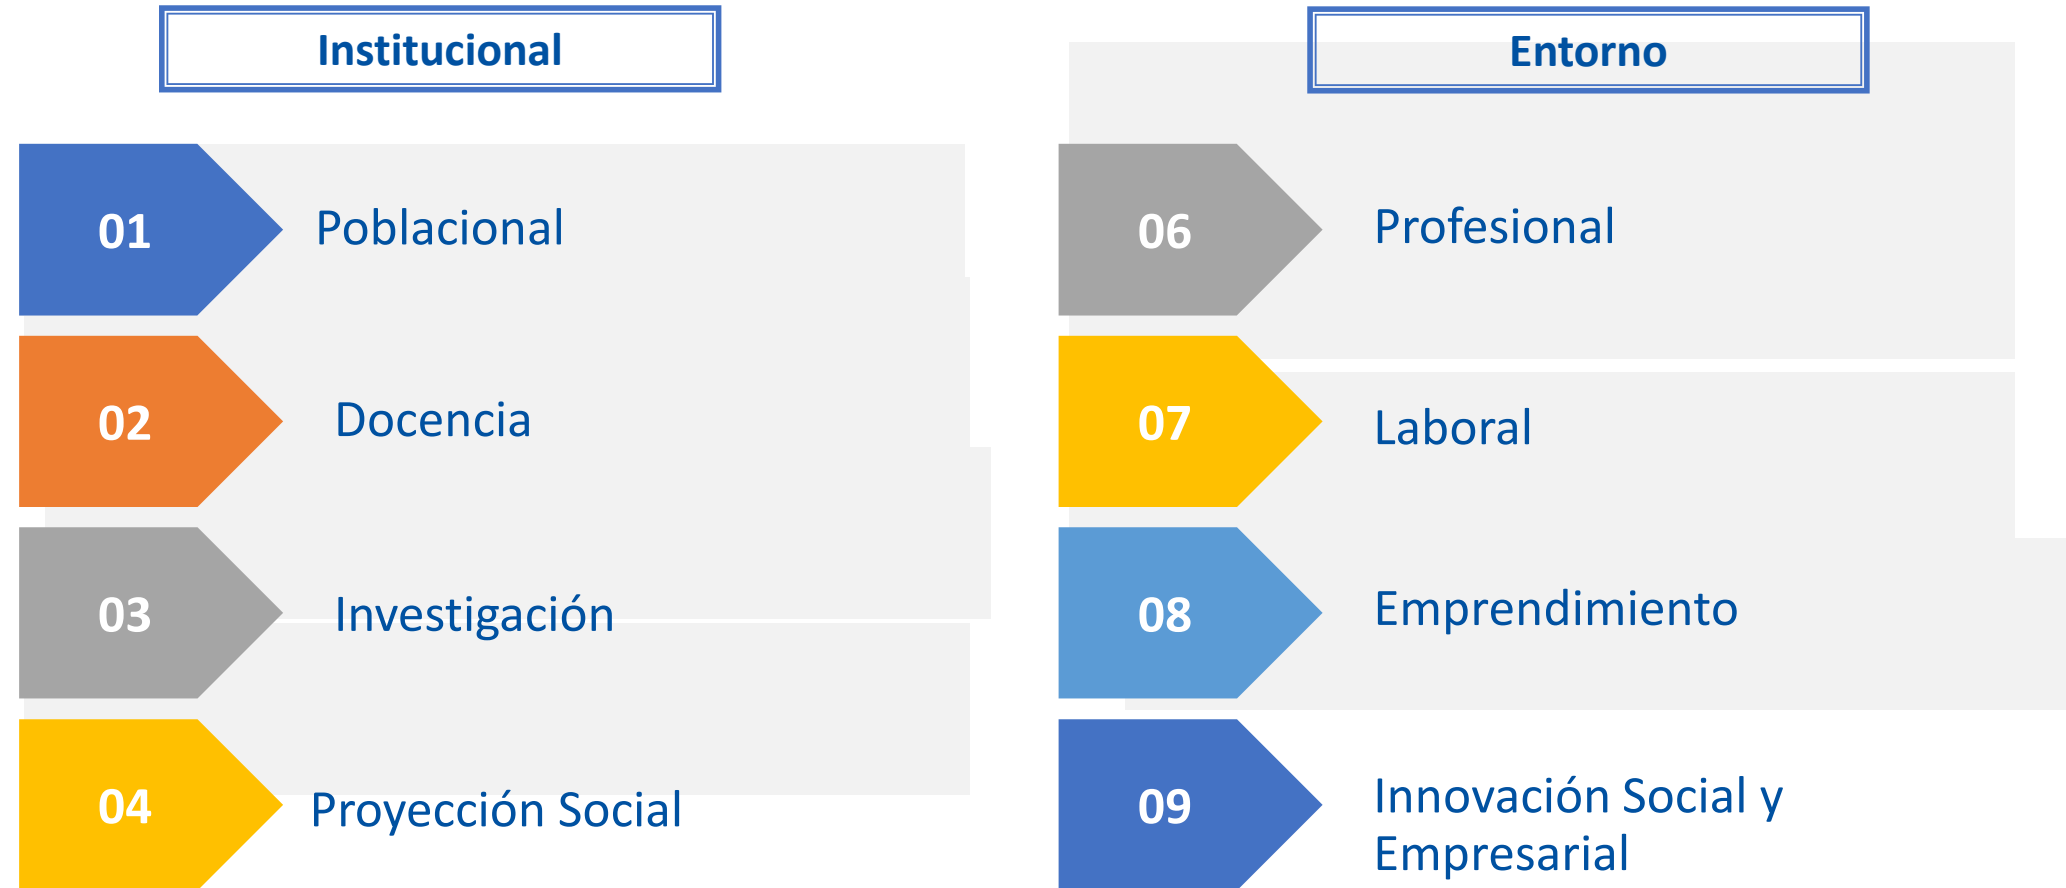 Institucional
01
Poblacional
02
Docencia
03
Investigación
04
Proyección Social
Entorno
06
Profesional
07
Laboral
08
Emprendimiento
09
Innovación Social y
Empresarial